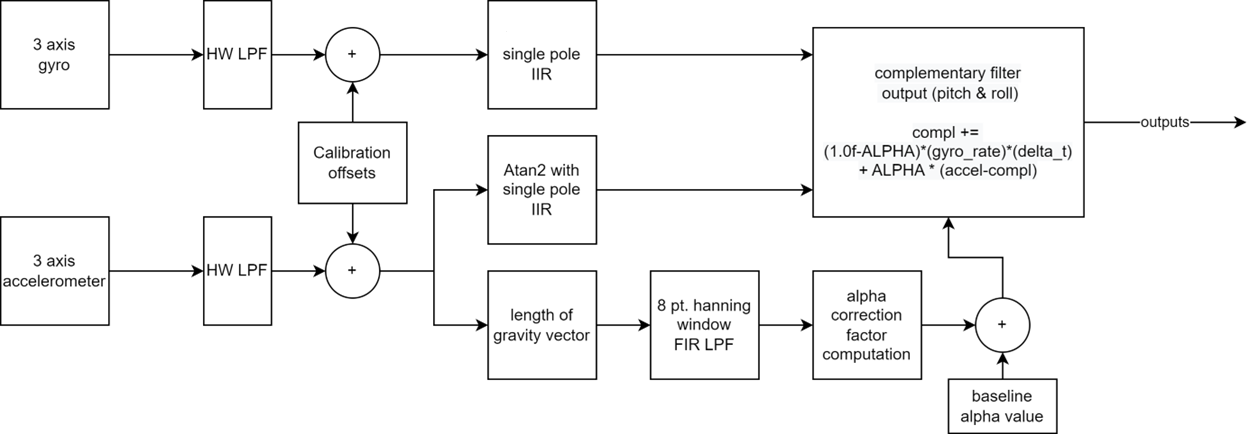 3 axis
gyro
HW LPF
+
single pole
IIR
complementary filter
output (pitch & roll)
compl +=
(1.0f-ALPHA)*(gyro_rate)*(delta_t)
+ ALPHA * (accel-compl)
outputs
Calibration
offsets
Atan2 with
single pole
IIR
3 axis
accelerometer
HW LPF
+
length of
gravity vector
8 pt. hanning
window
FIR LPF
alpha
correction
factor
computation
+
baseline
alpha value